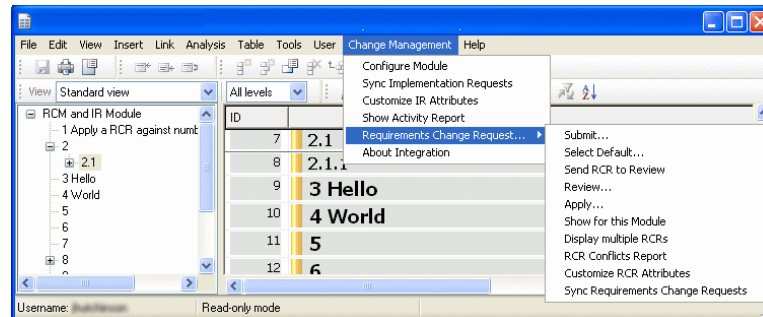 File Edit View Insert Link Analysis Table Tools User Change Management Help
View Standard view All levels
Configure Module
Sync Implementation Requests
Customize IR Attributes
Show Activity Report
Requirements Change Request...
About Integration
Submit...
Select Default...
Send RCR to Review
Review...
Apply...
Show for this Module
Display multiple RCRs
RCR Conflicts Report
Customize RCR Attributes
Sync Requirements Change Requests
RCM and IR Module
1 Apply a RCR against numb
2
2.1
3 Hello
4 World
5
6
7
8
ID
7 2.1
8 2.1.1
9 3 Hello
10 4 World
11 5
12 6
Username: Read-only mode